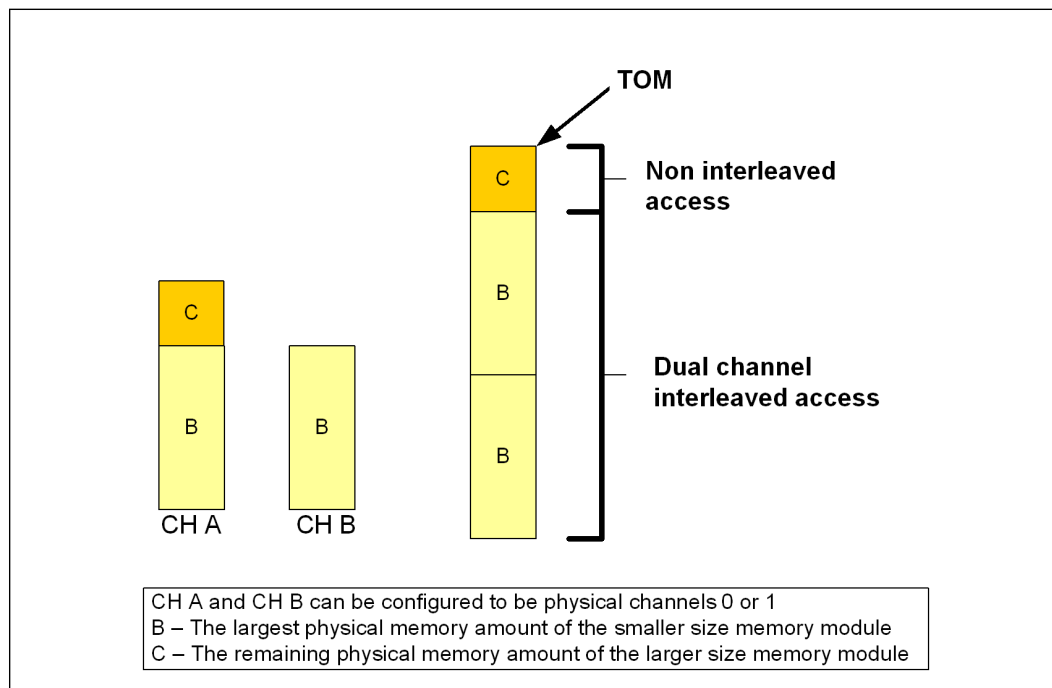 TOM
C
Non interleaved
access
B
C
B
B
Dual channel
interleaved access
B
CH A
CH B
CH A and CH B can be configured to be physical channels 0 or 1
B – The largest physical memory amount of the smaller size memory module
C – The remaining physical memory amount of the larger size memory module